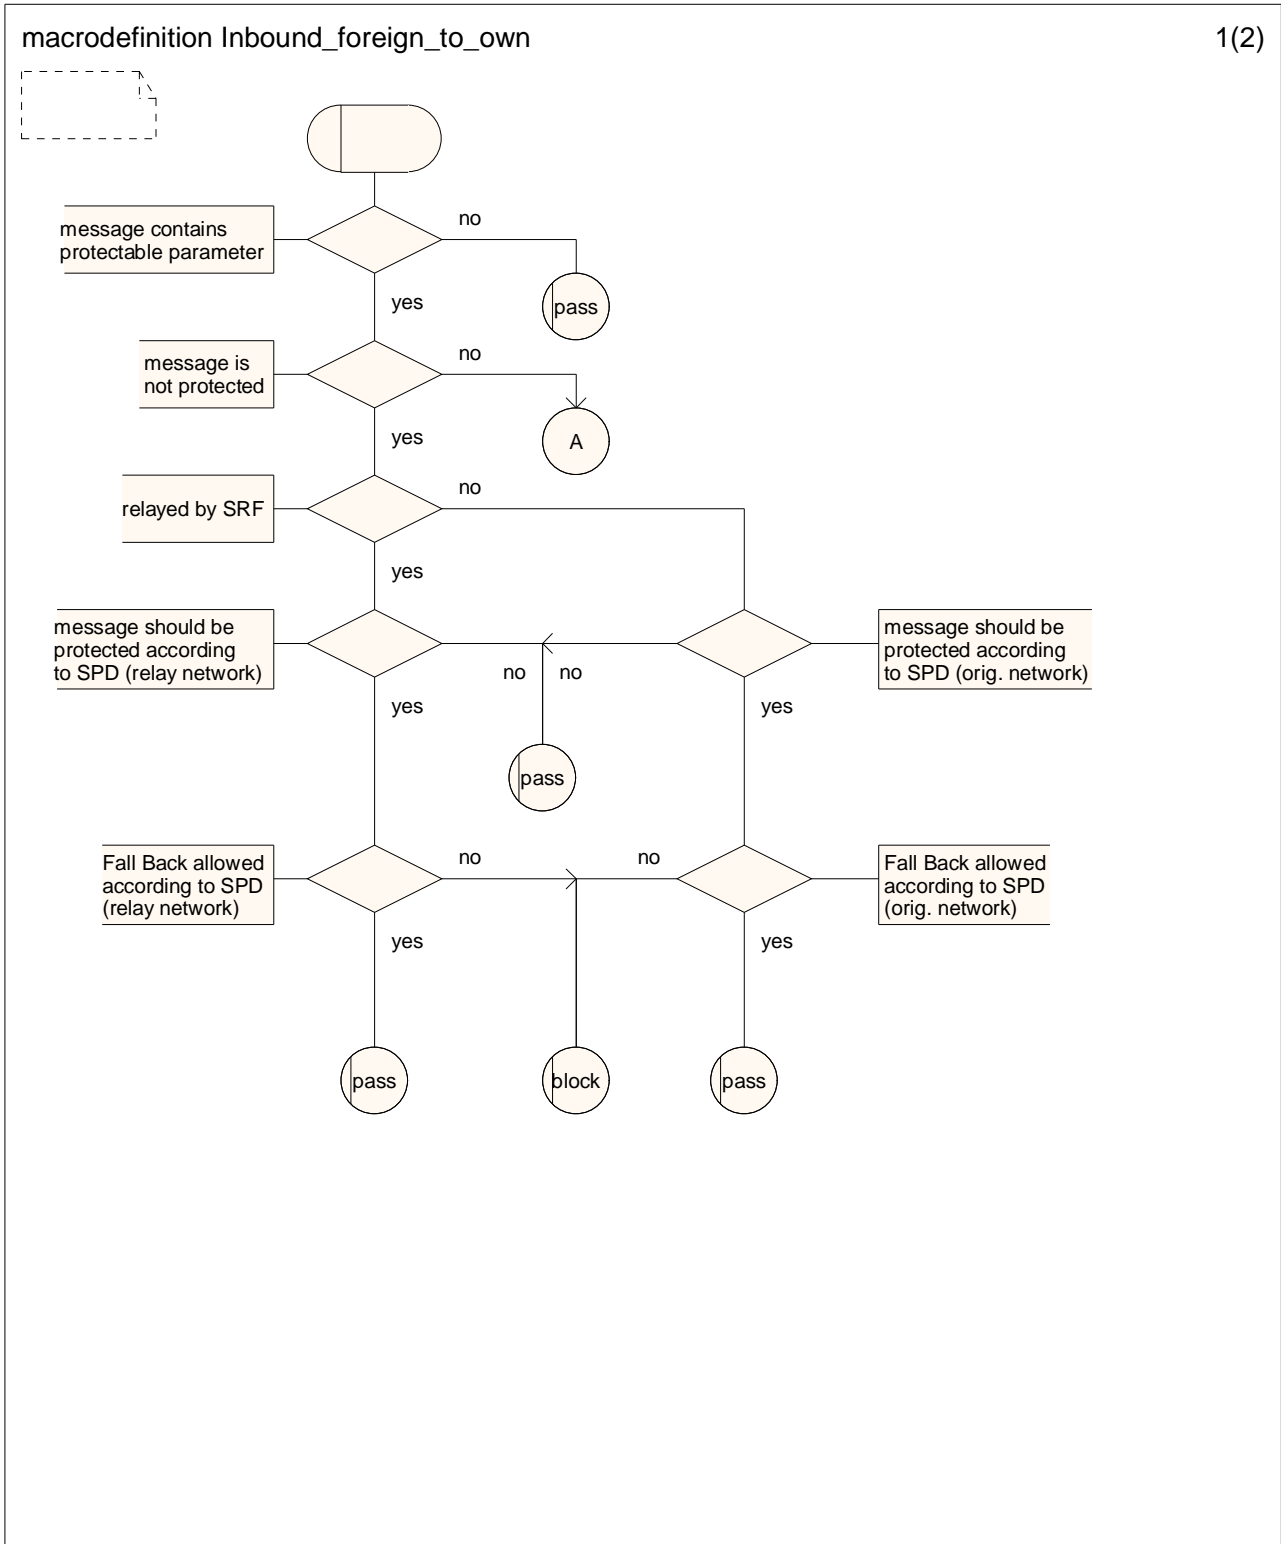 macrodefinition Inbound_foreign_to_own
1(2)
message contains
protectable parameter
no
yes
pass
message is
not protected
no
yes
A
relayed by SRF
no
yes
message should be
protected according
to SPD (relay network)
no
no
message should be
protected according
to SPD (orig. network)
yes
yes
pass
Fall Back allowed
according to SPD
(relay network)
no
no
Fall Back allowed
according to SPD
(orig. network)
yes
yes
pass
block
pass